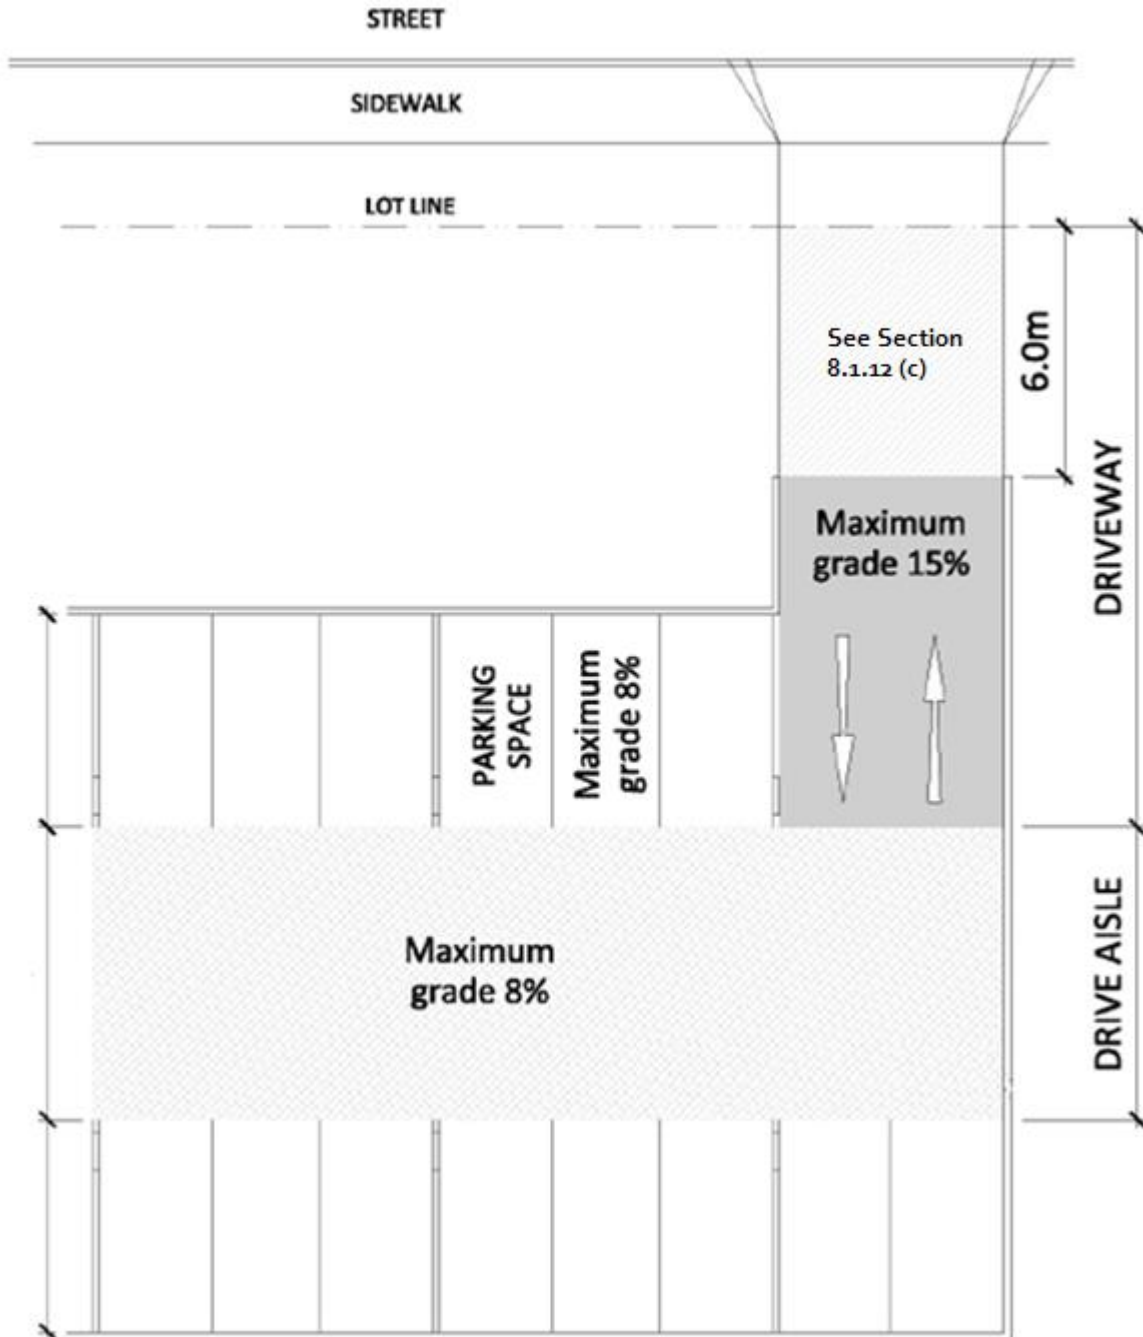 STREET
SIDEWALK
LOT LINE
See Section
8.1.12 (c)
6.0m
DRIVEWAY
Maximum
grade 15%
PARKING
SPACE
Maximum
grade 8%
Maximum
grade 8%
DRIVE AISLE